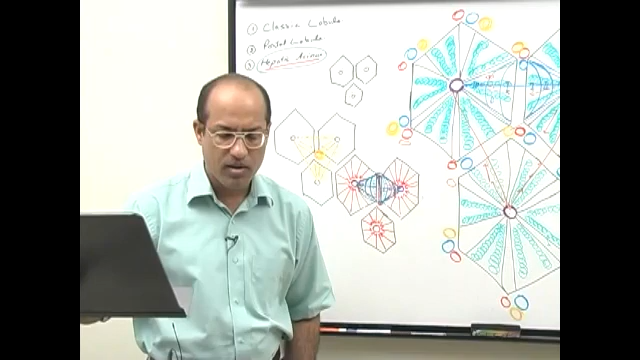 ① Classic Lobule
② Portal Lobule
③ Hepatic Acinus